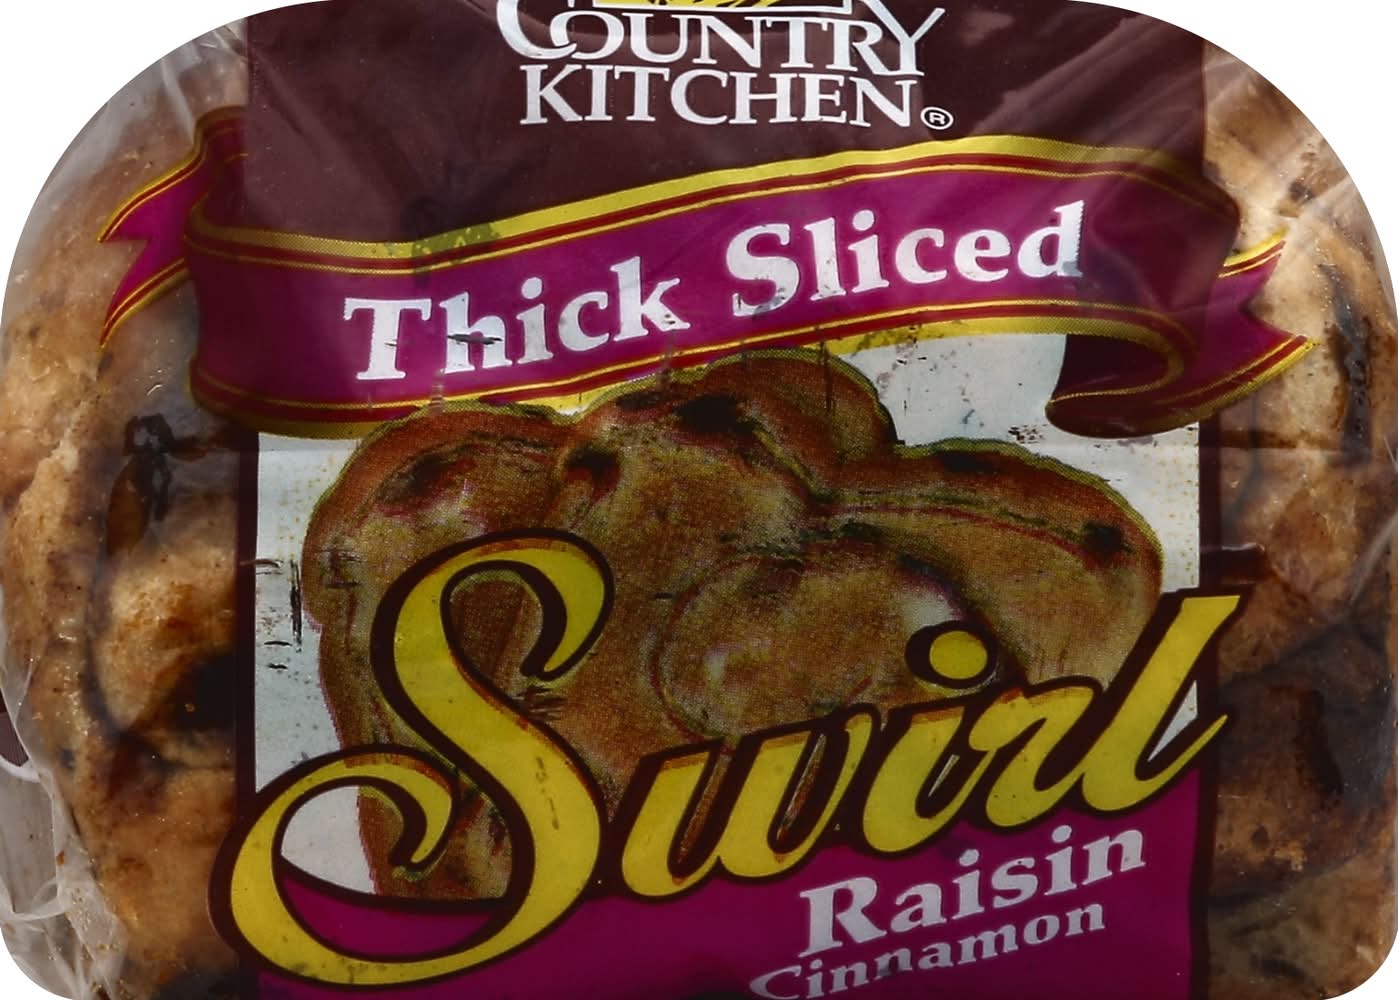 COUNTRY
KITCHEN®
Thick Sliced
Swirl
Raisin
Cinnamon